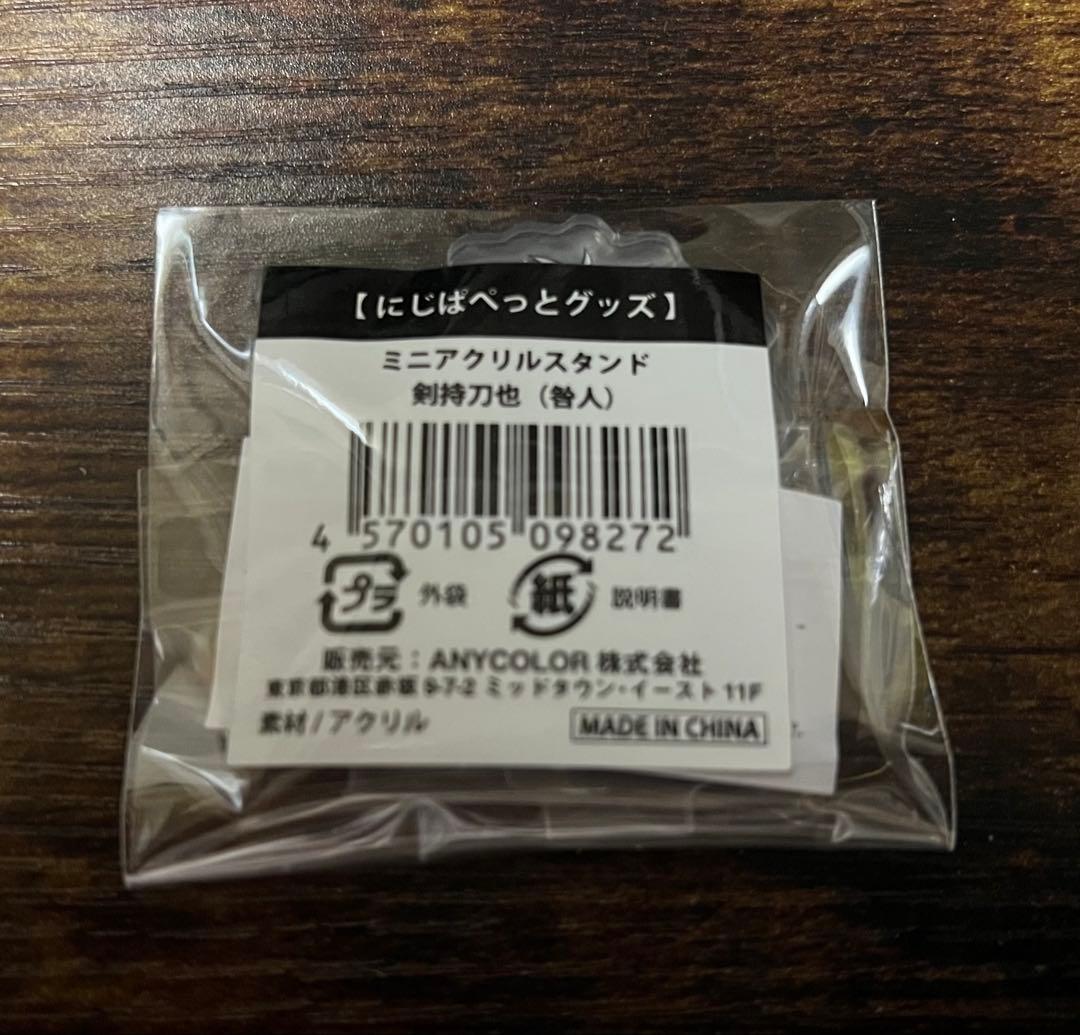 【にじぱぺっとグッズ】
ミニアクリルスタンド
剣持刀也（咎人）
4 570105 098272
プラ 外袋 紙 説明書
販売元：ANYCOLOR 株式会社
東京都港区赤坂 9-7-2 ミッドタウン・イースト 11F
素材/アクリル MADE IN CHINA